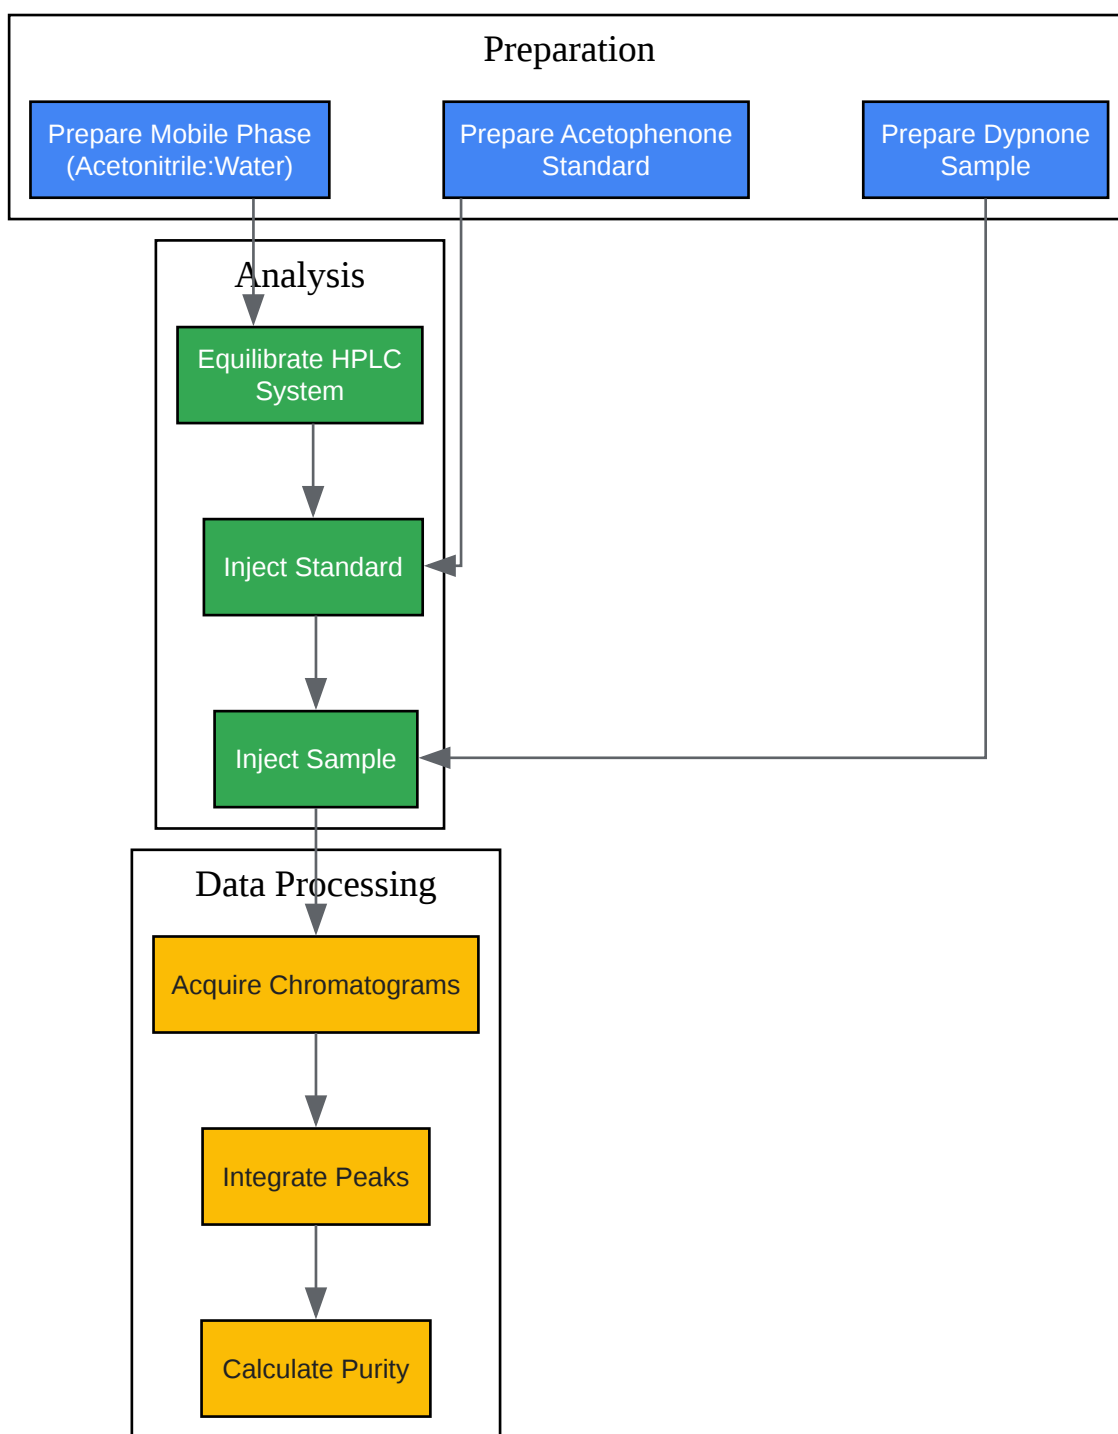 Preparation
Prepare Mobile Phase
(Acetonitrile:Water)
Prepare Acetophenone
Standard
Prepare Dypnone
Sample
Analysis
Equilibrate HPLC
System
Inject Standard
Inject Sample
Data Processing
Acquire Chromatograms
Integrate Peaks
Calculate Purity